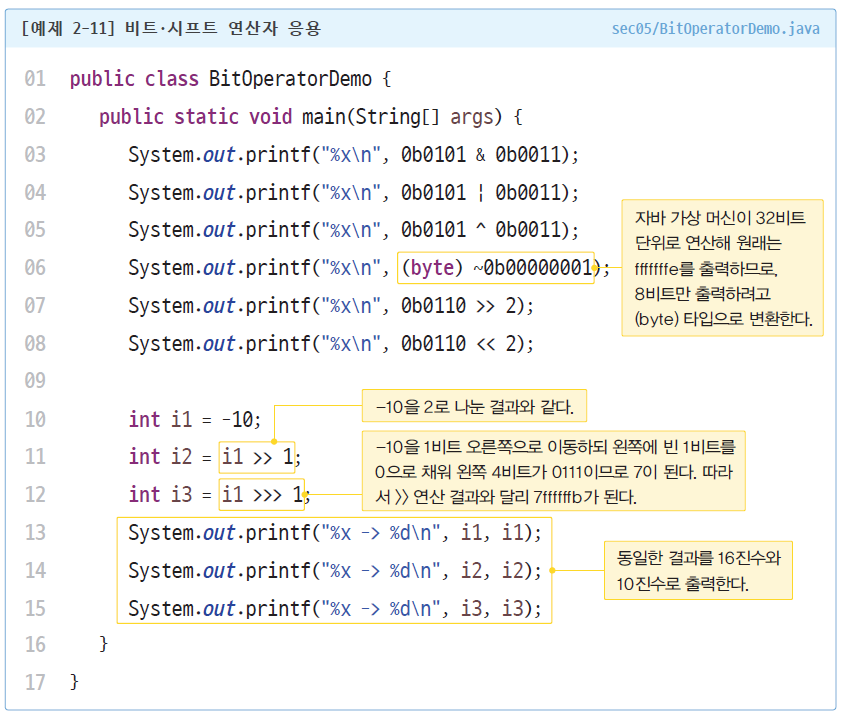 [예제 2-11] 비트·시프트 연산자 응용 sec05/BitOperatorDemo.java
01 public class BitOperatorDemo {
02 public static void main(String[] args) {
03 System.out.printf("%x\n", 0b0101 & 0b0011);
04 System.out.printf("%x\n", 0b0101 | 0b0011);
05 System.out.printf("%x\n", 0b0101 ^ 0b0011);
06 System.out.printf("%x\n", (byte) ~0b00000001);
자바 가상 머신이 32비트
단위로 연산해 원래는
fffffffe를 출력하므로,
8비트만 출력하려고
(byte) 타입으로 변환한다.
07 System.out.printf("%x\n", 0b0110 >> 2);
08 System.out.printf("%x\n", 0b0110 << 2);
09
10 int i1 = -10;
-10을 2로 나눈 결과와 같다.
11 int i2 = i1 >> 1;
12 int i3 = i1 >>> 1;
-10을 1비트 오른쪽으로 이동하되 왼쪽에 빈 1비트를
0으로 채워 왼쪽 4비트가 0111이므로 7이 된다. 따라
서 >> 연산 결과와 달리 7ffffffb가 된다.
13 System.out.printf("%x -> %d\n", i1, i1);
14 System.out.printf("%x -> %d\n", i2, i2);
15 System.out.printf("%x -> %d\n", i3, i3);
동일한 결과를 16진수와
10진수로 출력한다.
16 }
17 }